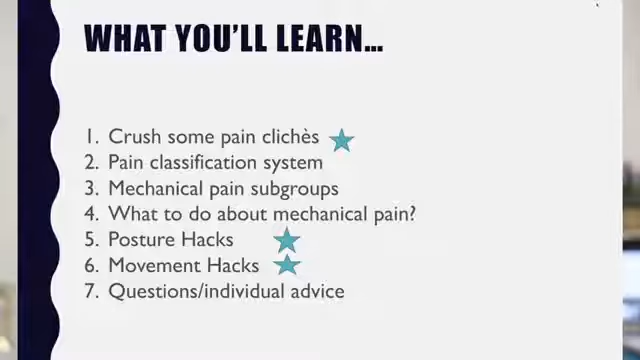 WHAT YOU'LL LEARN...
1. Crush some pain clichès
2. Pain classification system
3. Mechanical pain subgroups
4. What to do about mechanical pain?
5. Posture Hacks
6. Movement Hacks
7. Questions/individual advice